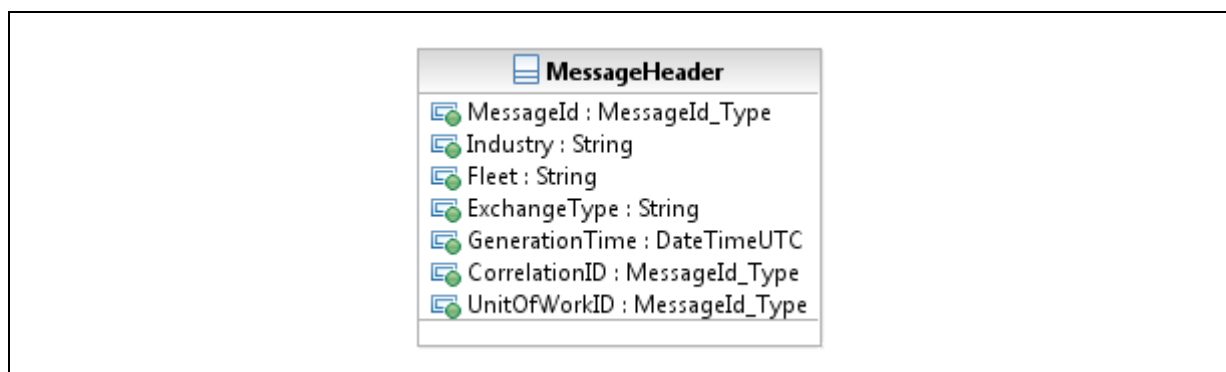 MessageHeader
MessageId : MessageId_Type
Industry : String
Fleet : String
ExchangeType : String
GenerationTime : DateTimeUTC
CorrelationID : MessageId_Type
UnitOfWorkID : MessageId_Type